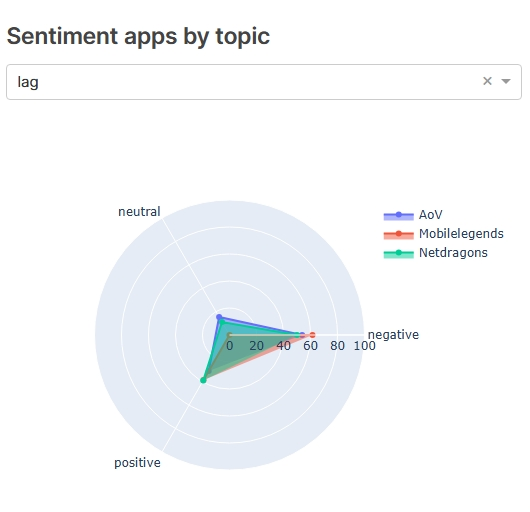 Sentiment apps by topic
lag
neutral
AoV
Mobilelegends
Netdragons
negative
0 20 40 60 80 100
positive